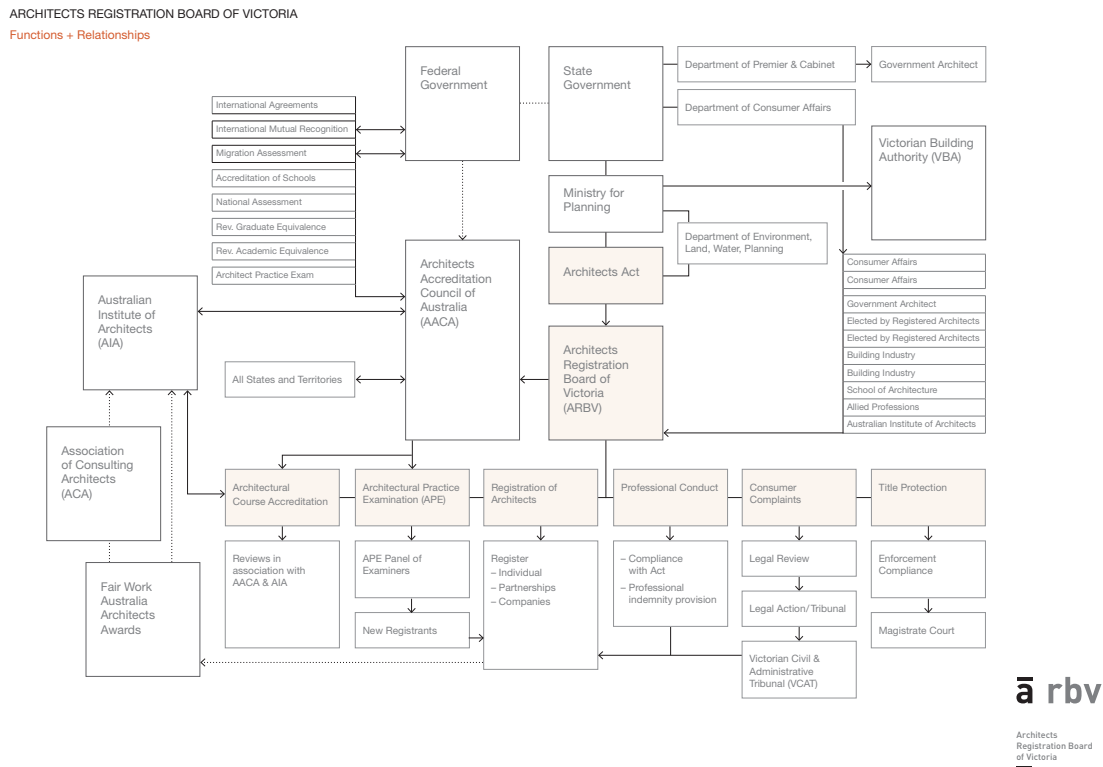 ARCHITECTS REGISTRATION BOARD OF VICTORIA
Functions + Relationships
Federal
Government
State
Government
Department of Premier & Cabinet
Government Architect
Department of Consumer Affairs
International Agreements
International Mutual Recognition
Migration Assessment
Accreditation of Schools
National Assessment
Rev. Graduate Equivalence
Rev. Academic Equivalence
Architect Practice Exam
Victorian Building
Authority (VBA)
Ministry for
Planning
Department of Environment,
Land, Water, Planning
Architects Act
Architects
Accreditation
Council of
Australia
(AACA)
Consumer Affairs
Consumer Affairs
Government Architect
Elected by Registered Architects
Elected by Registered Architects
Building Industry
Building Industry
School of Architecture
Allied Professions
Australian Institute of Architects
Australian
Institute of
Architects
(AIA)
Architects
Registration
Board of
Victoria
(ARBV)
All States and Territories
Association
of Consulting
Architects
(ACA)
Architectural
Course Accreditation
Architectural Practice
Examination (APE)
Registration of
Architects
Professional Conduct
Consumer
Complaints
Title Protection
Reviews in
association with
AACA & AIA
APE Panel of
Examiners
New Registrants
Register
– Individual
– Partnerships
– Companies
– Compliance
with Act
– Professional
indemnity provision
Legal Review
Legal Action/Tribunal
Victorian Civil &
Administrative
Tribunal (VCAT)
Enforcement
Compliance
Magistrate Court
Fair Work
Australia
Architects
Awards
ā rbv
Architects
Registration Board
of Victoria